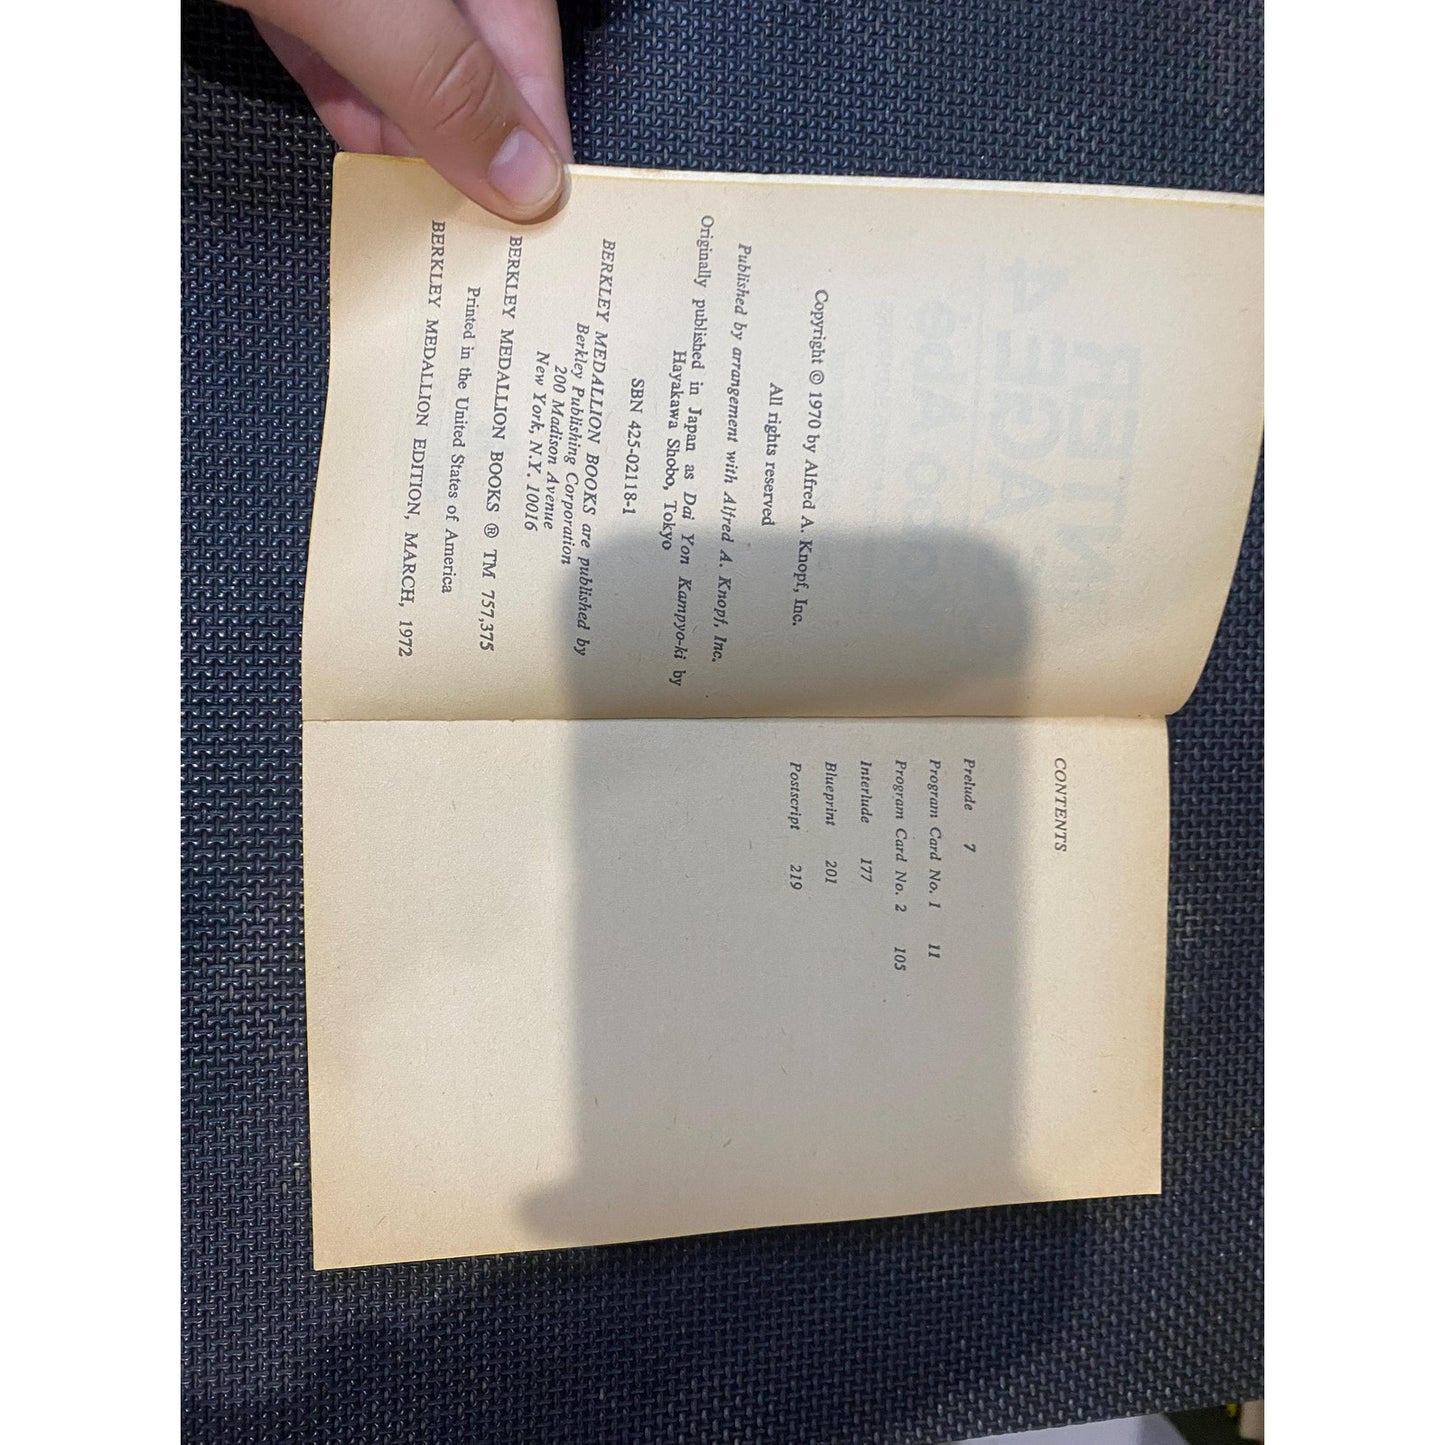 Copyright © 1970 by Alfred A. Knopf, Inc.
All rights reserved
Published by arrangement with Alfred A. Knopf, Inc.
Originally published in Japan as Dai Yon Kampyo-ki by
Hayakawa Shobo, Tokyo
SBN 425-02118-1
BERKLEY MEDALLION BOOKS are published by
Berkley Publishing Corporation
200 Madison Avenue
New York, N.Y. 10016
BERKLEY MEDALLION BOOKS ® TM 757,375
Printed in the United States of America
BERKLEY MEDALLION EDITION, MARCH, 1972
CONTENTS
Prelude 7
Program Card No. 1 11
Program Card No. 2 105
Interlude 177
Blueprint 201
Postscript 219